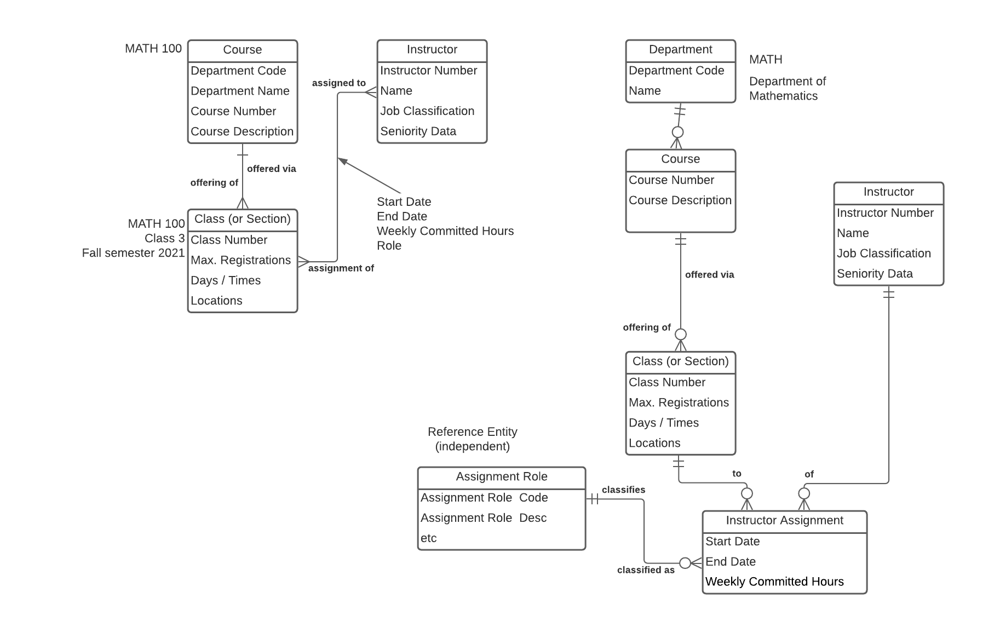 MATH 100
Course
Department Code
Department Name
Course Number
Course Description
Instructor
Instructor Number
Name
Job Classification
Seniority Data
assigned to
offered via
offering of
Start Date
End Date
Weekly Committed Hours
Role
MATH 100
Class 3
Fall semester 2021
Class (or Section)
Class Number
Max. Registrations
Days / Times
Locations
assignment of
Department
Department Code
Name
MATH
Department of
Mathematics
Course
Course Number
Course Description
Instructor
Instructor Number
Name
Job Classification
Seniority Data
offered via
offering of
Class (or Section)
Class Number
Max. Registrations
Days / Times
Locations
Reference Entity
(independent)
Assignment Role
Assignment Role  Code
Assignment Role  Desc
etc
classifies
classified as
to
of
Instructor Assignment
Start Date
End Date
Weekly Committed Hours